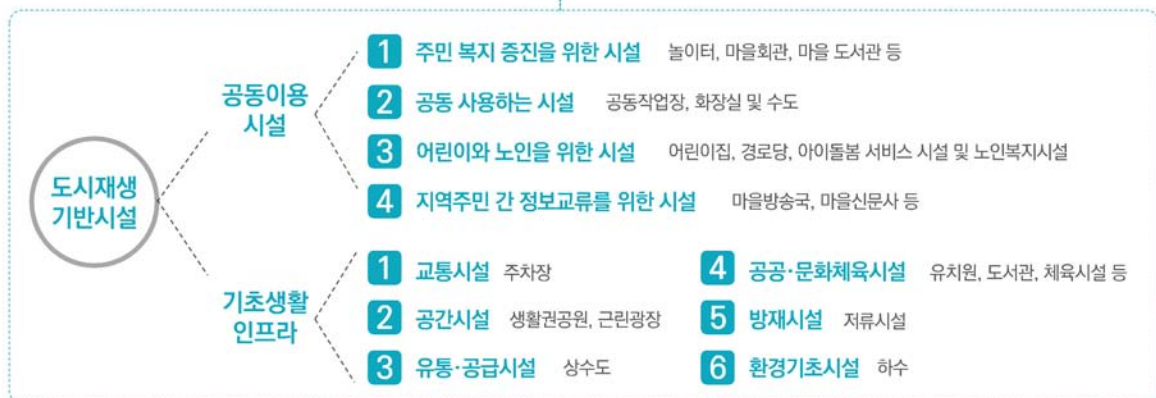 도시재생
기반시설
공동이용
시설
1 주민 복지 증진을 위한 시설 놀이터, 마을회관, 마을 도서관 등
2 공동 사용하는 시설 공동작업장, 화장실 및 수도
3 어린이와 노인을 위한 시설 어린이집, 경로당, 아이돌봄 서비스 시설 및 노인복지시설
4 지역주민 간 정보교류를 위한 시설 마을방송국, 마을신문사 등
기초생활
인프라
1 교통시설 주차장
2 공간시설 생활권공원, 근린광장
3 유통·공급시설 상수도
4 공공·문화체육시설 유치원, 도서관, 체육시설 등
5 방재시설 저류시설
6 환경기초시설 하수